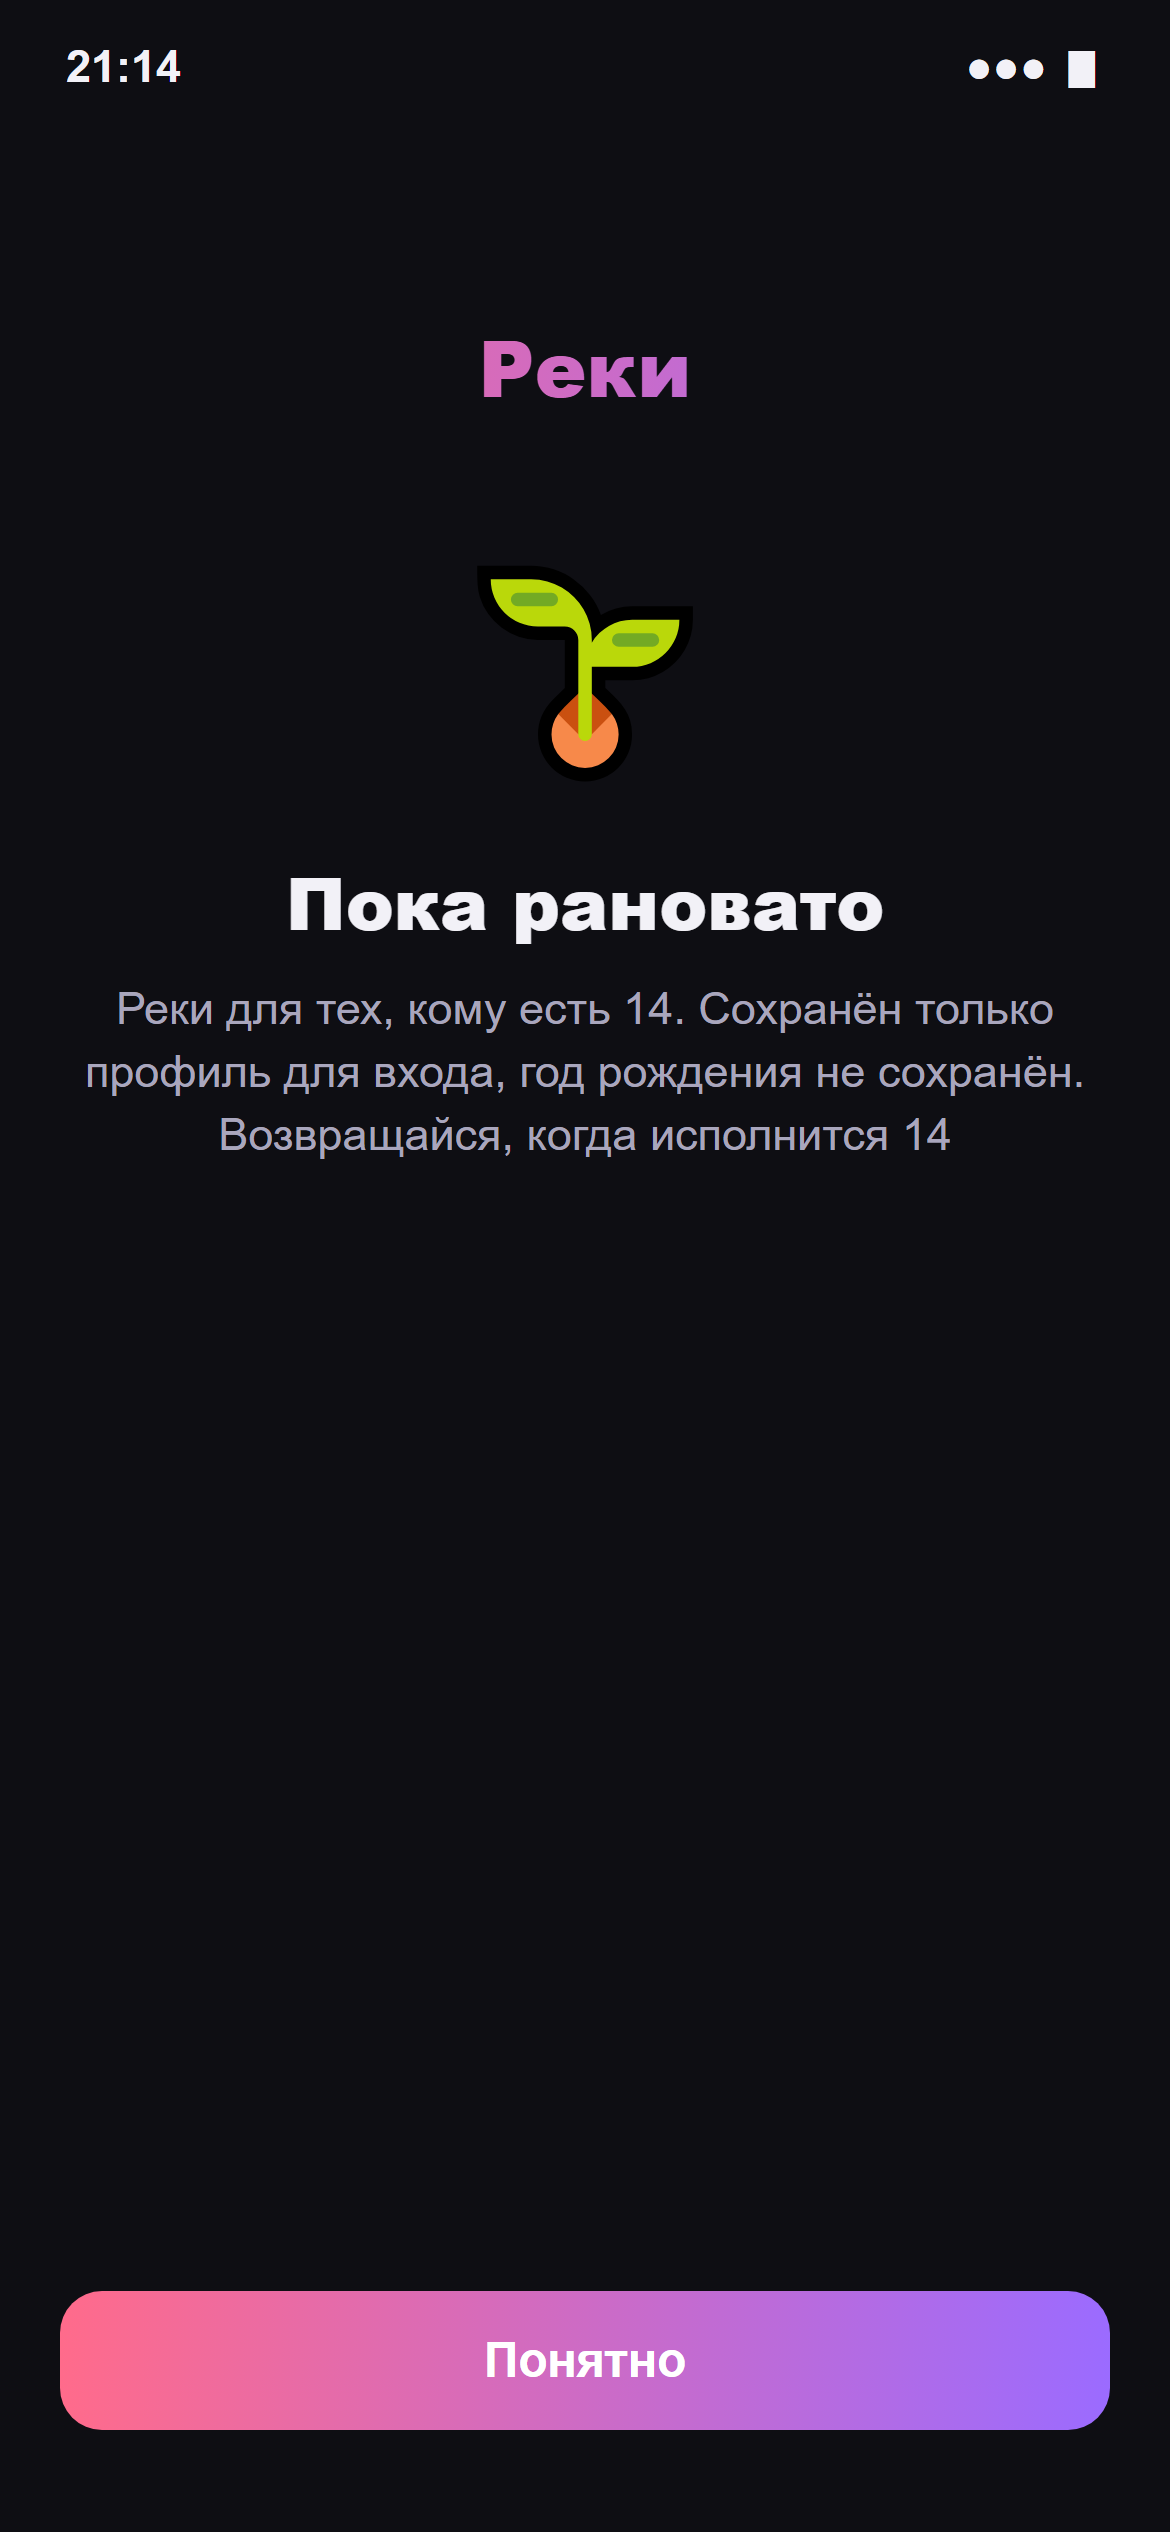 21:14
Реки
Пока рановато
Реки для тех, кому есть 14. Сохранён только
профиль для входа, год рождения не сохранён.
Возвращайся, когда исполнится 14
Понятно